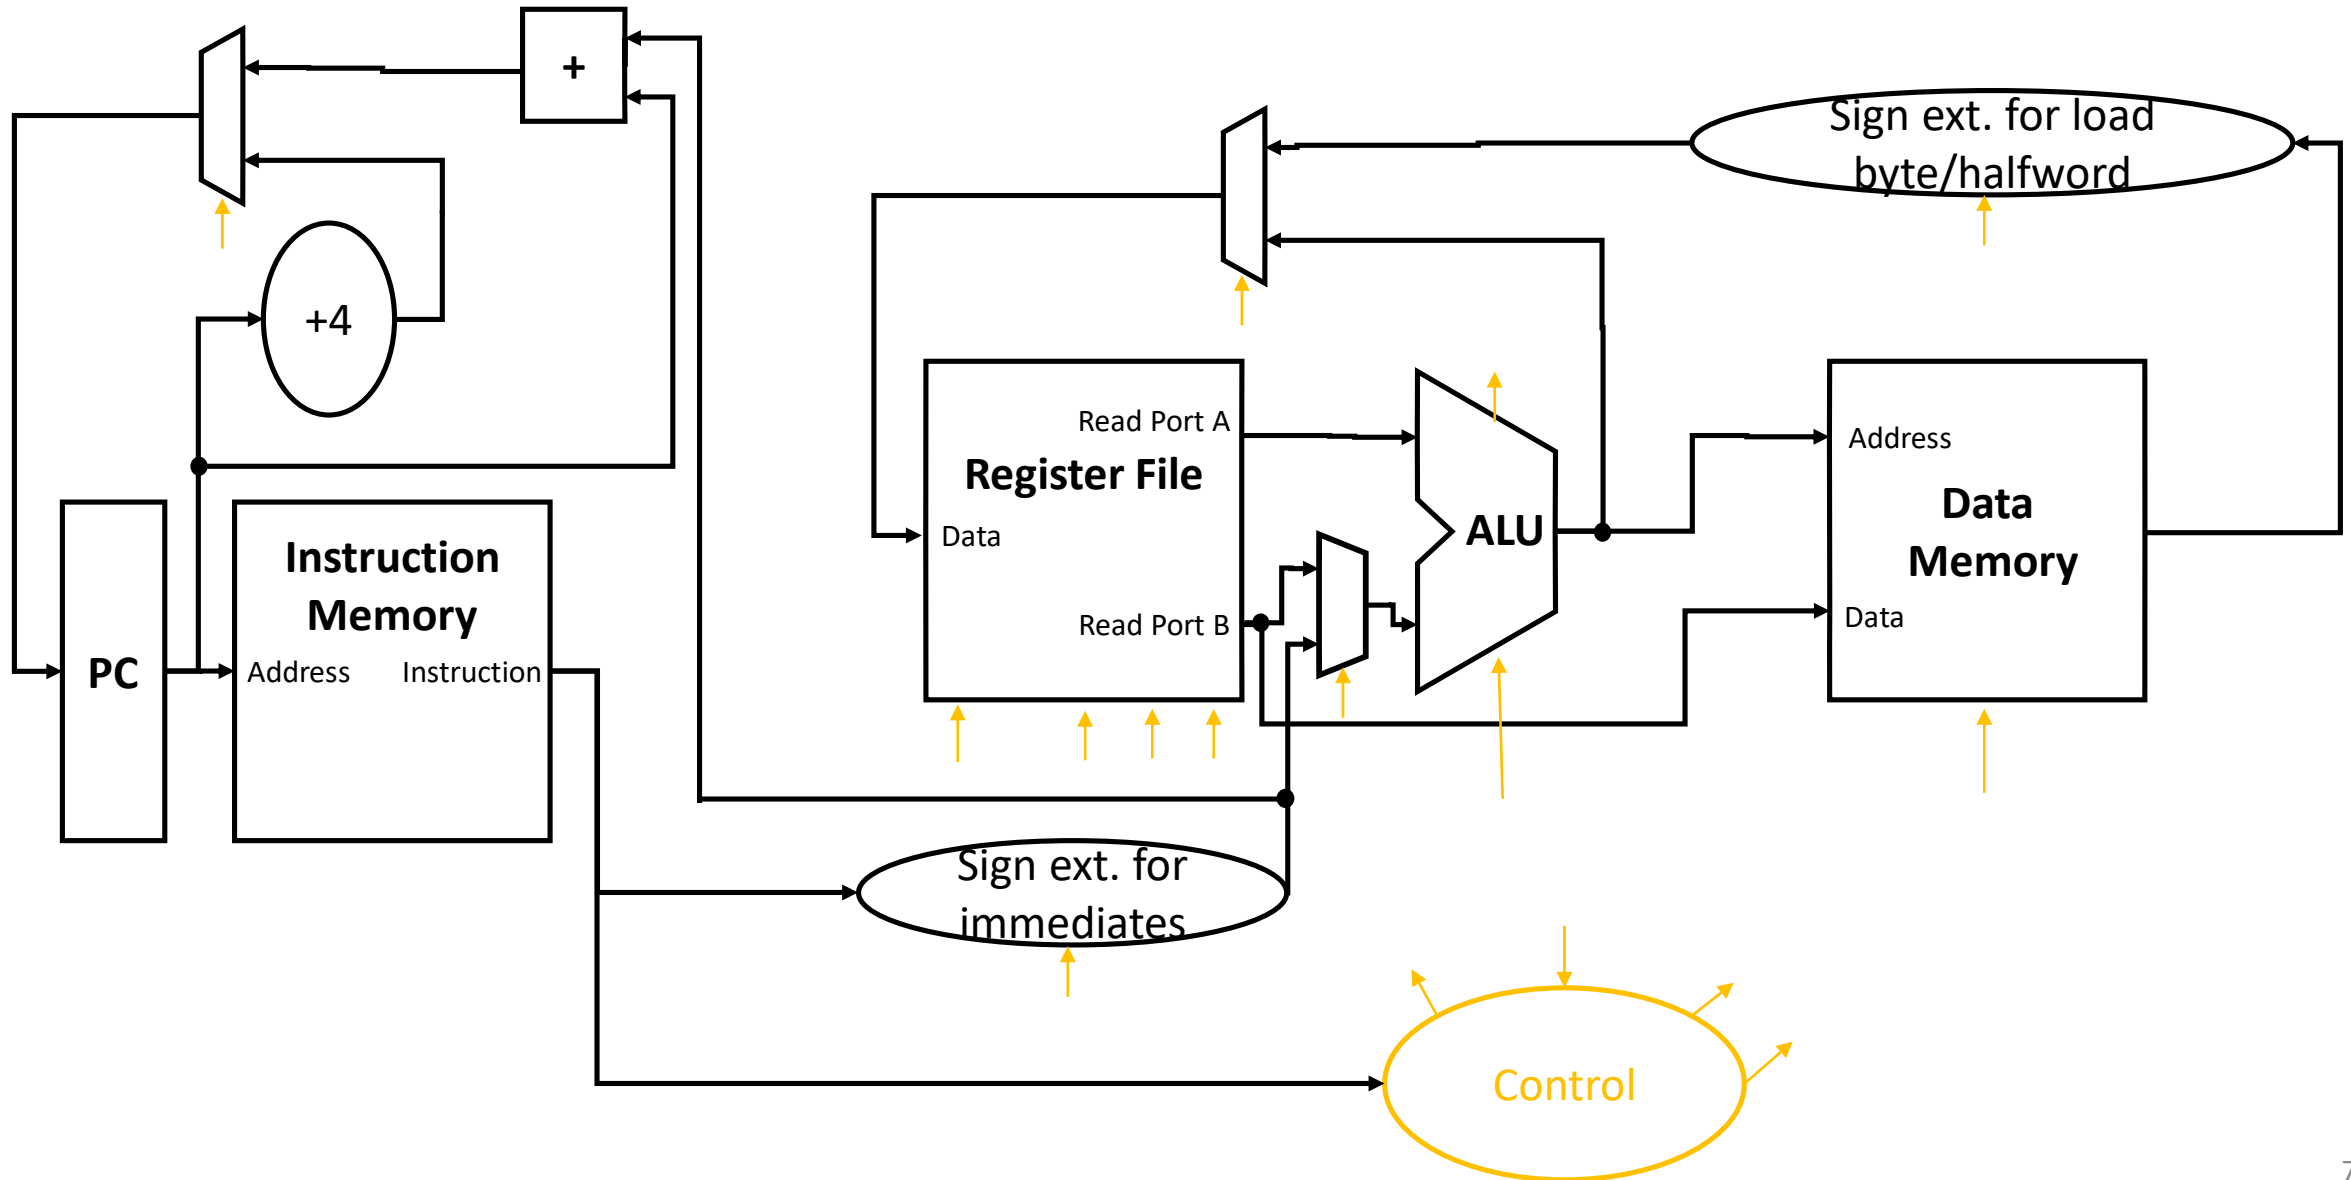 +
Sign ext. for load
byte/halfword
+4
Read Port A
Register File
Data
Read Port B
ALU
Address
Data
Memory
Data
Instruction
Memory
PC
Address
Instruction
Sign ext. for
immediates
Control
7